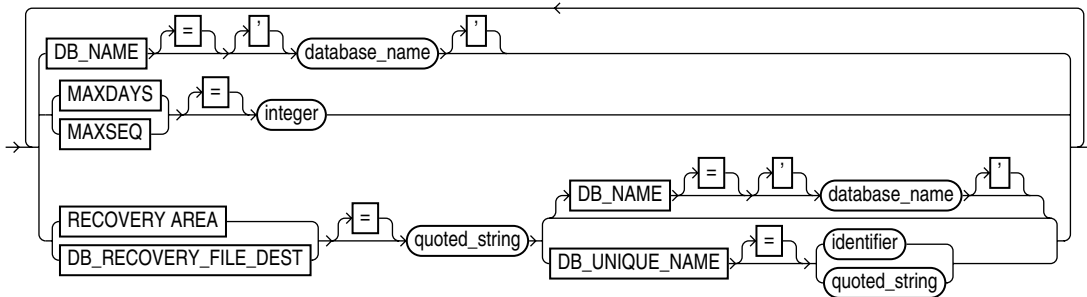 DB_NAME = ' database_name '
MAXDAYS
MAXSEQ
= integer
RECOVERY AREA
DB_RECOVERY_FILE_DEST
= quoted_string
DB_NAME = ' database_name '
DB_UNIQUE_NAME =
identifier
quoted_string